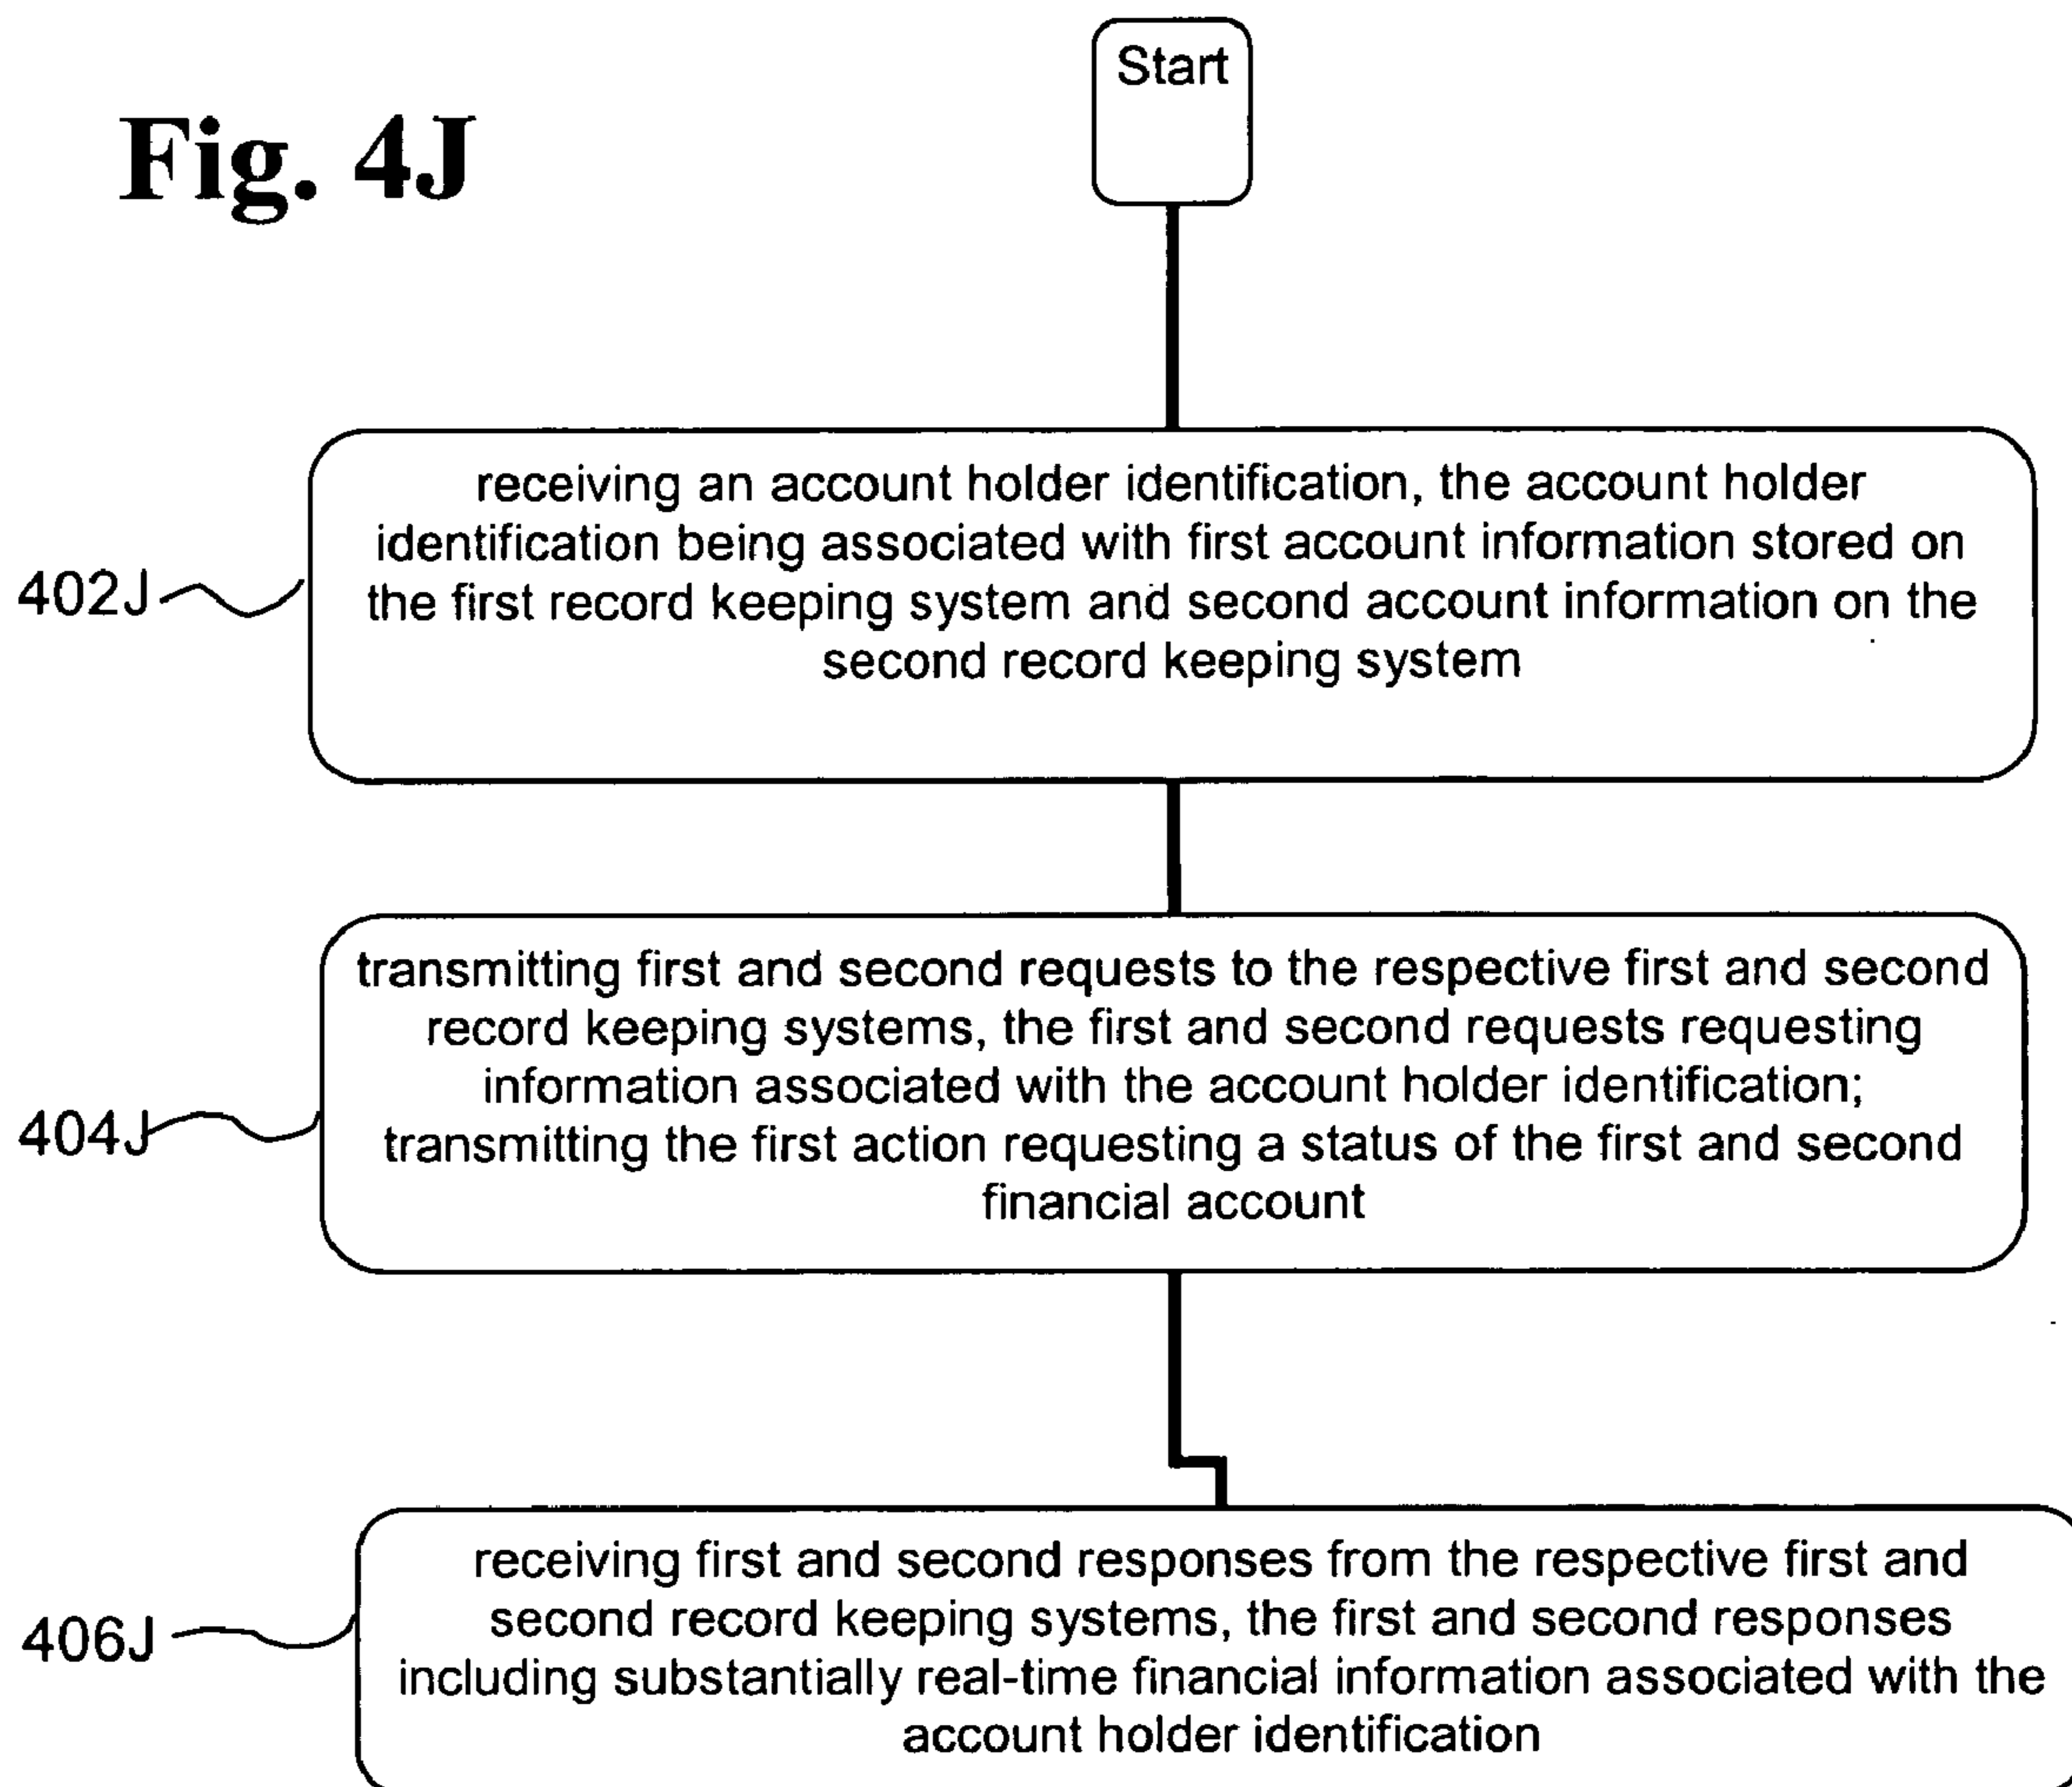 Start
Fig. 4J
receiving an account holder identification, the account holder
identification being associated with first account information stored on
the first record keeping system and second account information on the
second record keeping system
402J
transmitting first and second requests to the respective first and second
record keeping systems, the first and second requests requesting
information associated with the account holder identification;
transmitting the first action requesting a status of the first and second
financial account
404J
receiving first and second responses from the respective first and
second record keeping systems, the first and second responses
including substantially real-time financial information associated with the
account holder identification
406J